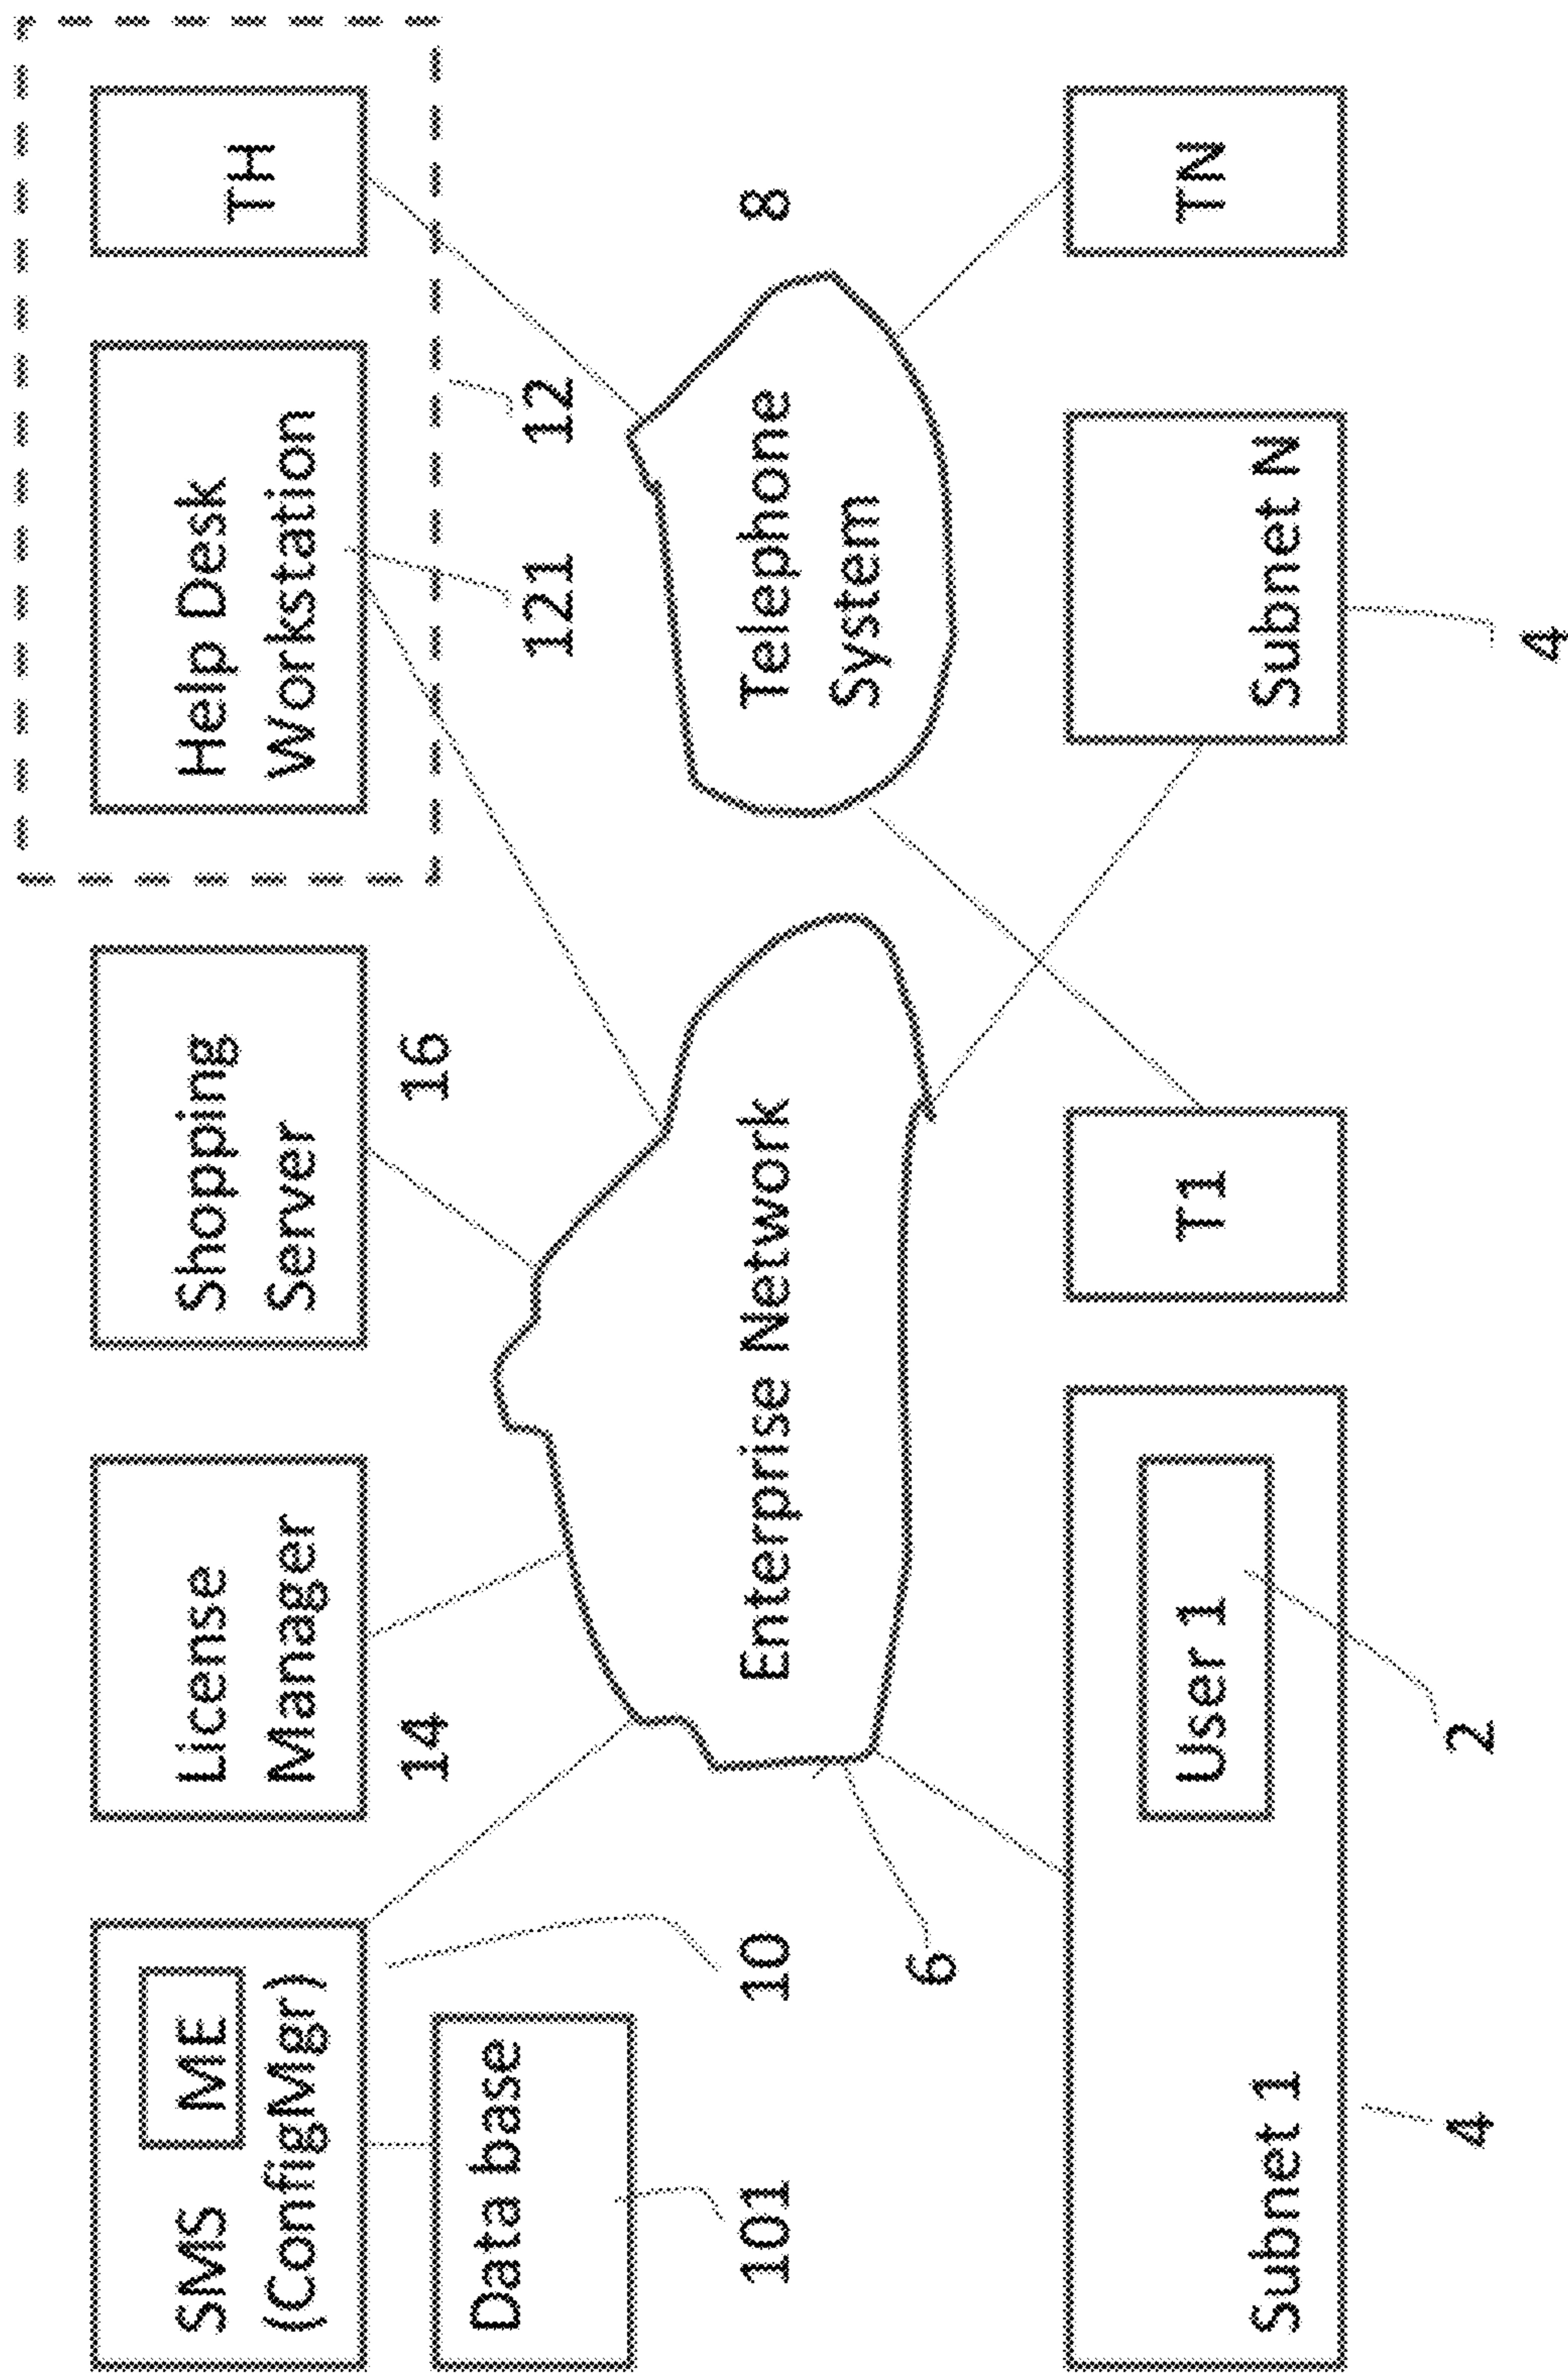 SMS ME
(ConfigMgr)
License
Manager
Shopping
Server
Help Desk
Workstation
TH
14
16
Data base
121
12
10
101
Enterprise Network
Telephone
System
8
6
User 1
Subnet 1
T1
Subnet N
TN
4
2
4